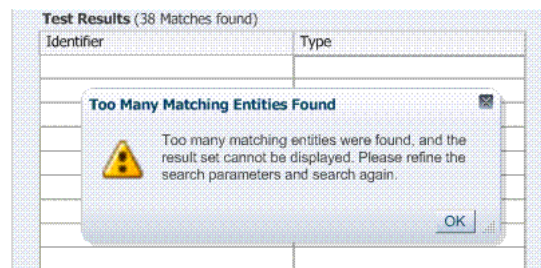 Test Results (38 Matches found)
Identifier Type
Too Many Matching Entities Found
Too many matching entities were found, and the
result set cannot be displayed. Please refine the
search parameters and search again.
OK